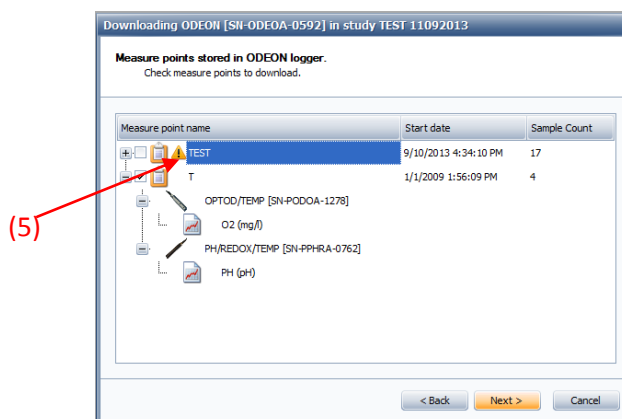 Downloading ODEON [SN-ODEOA-0592] in study TEST 11092013
Measure points stored in ODEON logger.
Check measure points to download.
Measure point name Start date Sample Count
TEST 9/10/2013 4:34:10 PM 17
T 1/1/2009 1:56:09 PM 4
OPTOD/TEMP [SN-PODOA-1278]
(5)
O2 (mg/l)
PH/REDOX/TEMP [SN-PPHRA-0762]
PH (pH)
< Back Next > Cancel